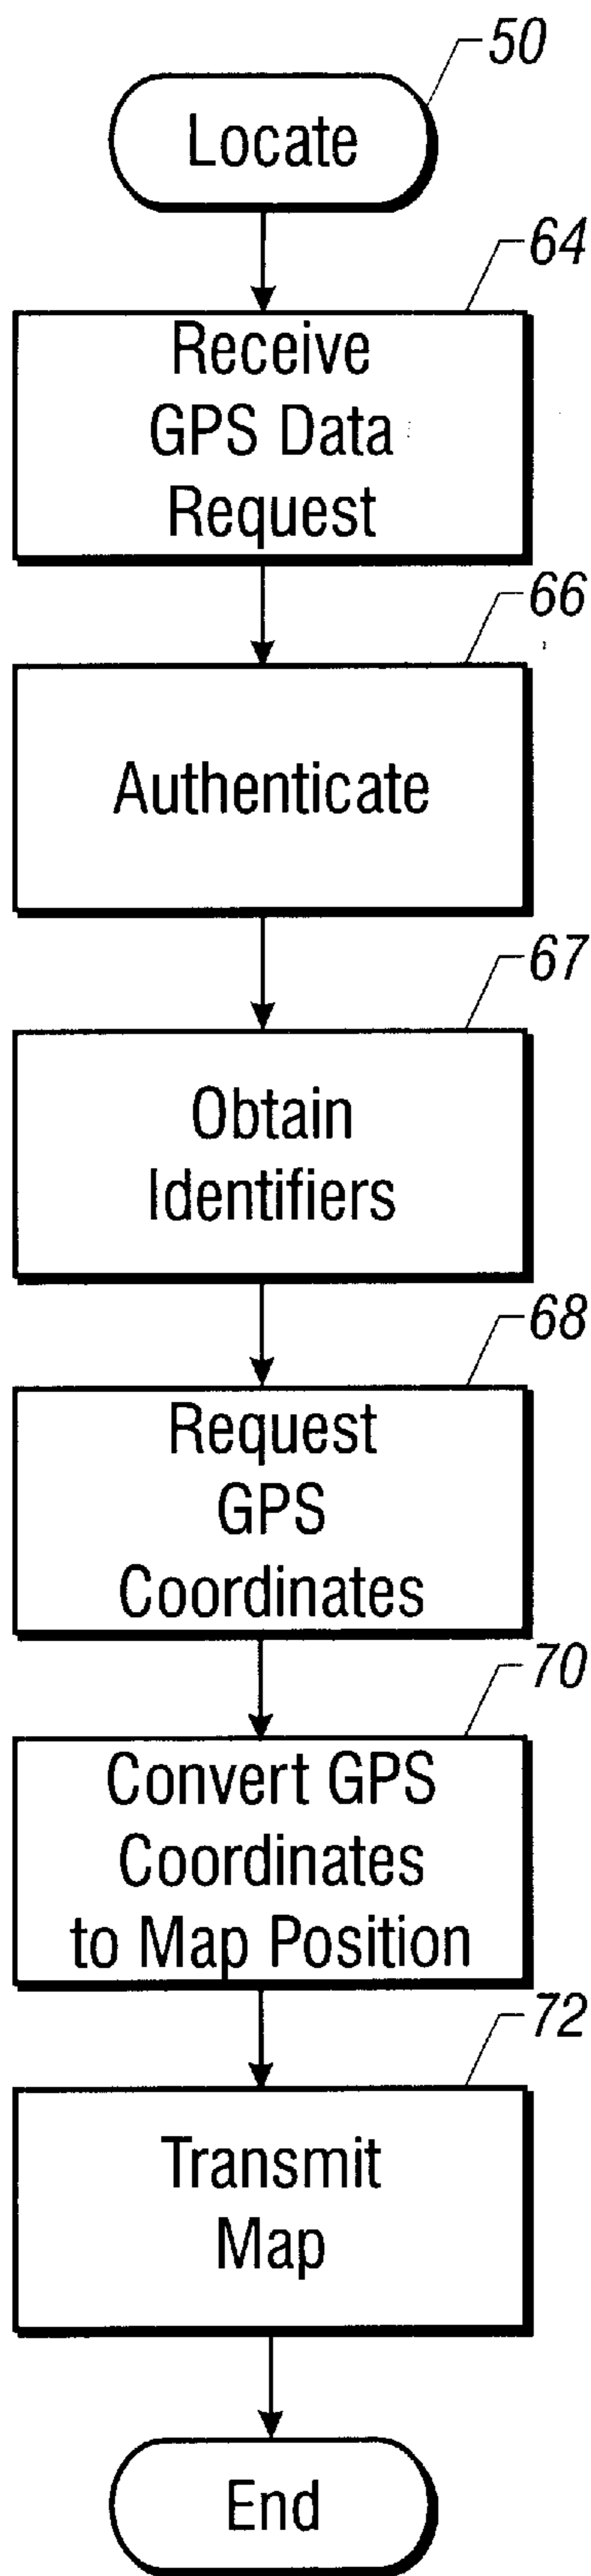 50
Locate
64
Receive
GPS Data
Request
66
Authenticate
67
Obtain
Identifiers
68
Request
GPS
Coordinates
70
Convert GPS
Coordinates
to Map Position
72
Transmit
Map
End